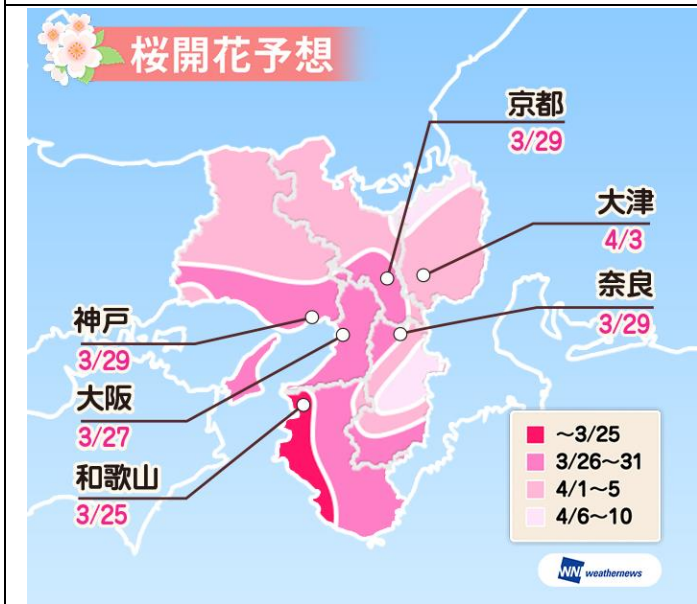 桜開花予想
京都
3/29
大津
4/3
奈良
3/29
神戸
3/29
大阪
3/27
和歌山
3/25
～3/25
3/26～31
4/1～5
4/6～10
WN weathernews